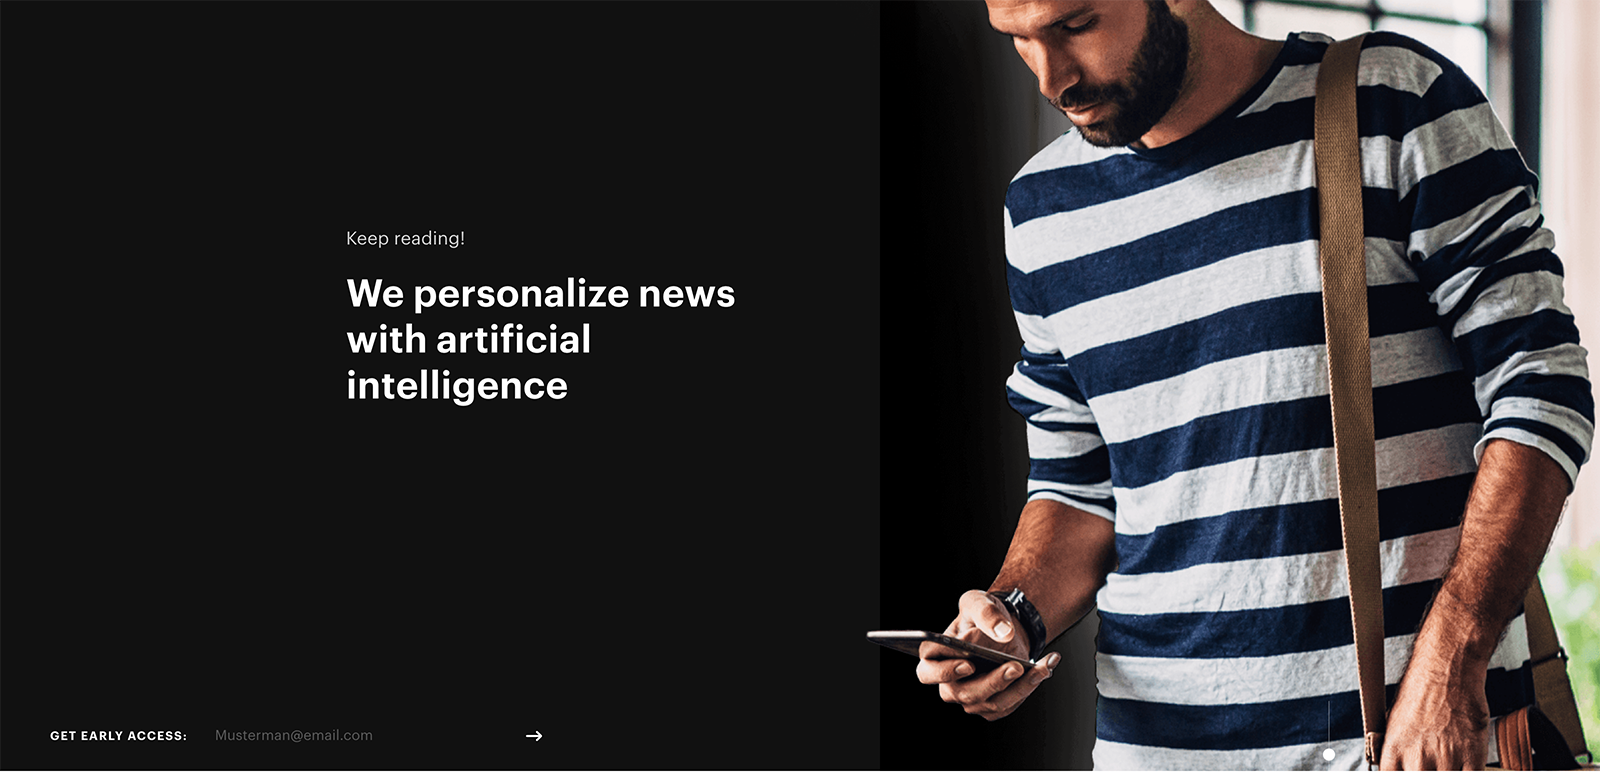 Keep reading!
We personalize news
with artificial
intelligence
GET EARLY ACCESS: Musterman@email.com →